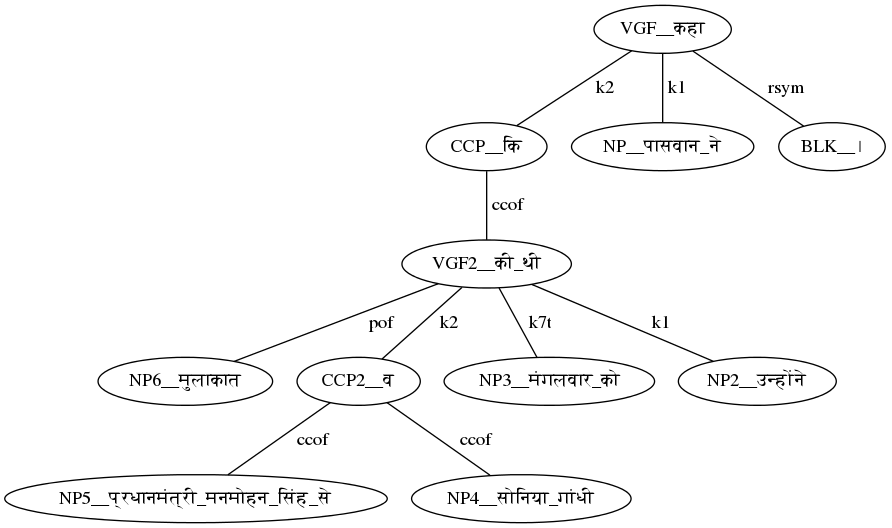 VGF__कहा
k2 k1 rsym
CCP__कि NP__पासवान_ने BLK__।
ccof
VGF2__की_थी
pof k2 k7t k1
NP6__मुलाकात CCP2__व NP3__मंगलवार_को NP2__उन्होंने
ccof ccof
NP5__प्रधानमंत्री_मनमोहन_सिंह_से NP4__सोनिया_गांधी